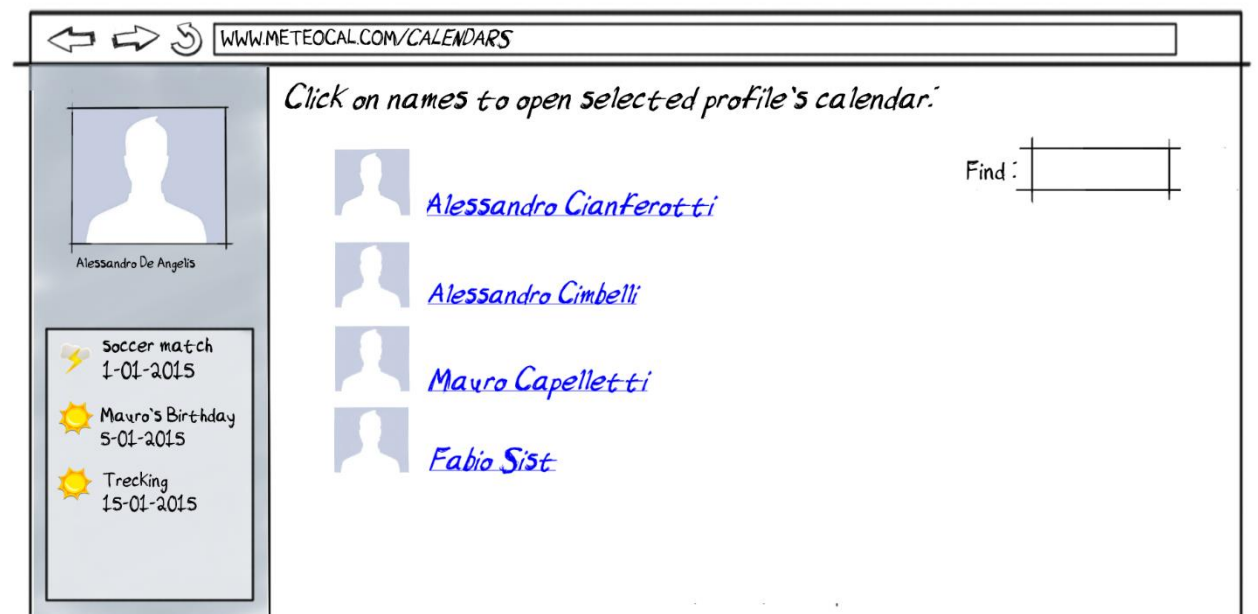 WWW.METEOCAL.COM/CALENDARS
Click on names to open selected profile's calendar:
Find :
Alessandro Cianferotti
Alessandro Cimbelli
Mauro Capelletti
Fabio Sist
Alessandro De Angelis
Soccer match
1-01-2015
Mauro's Birthday
5-01-2015
Trecking
15-01-2015